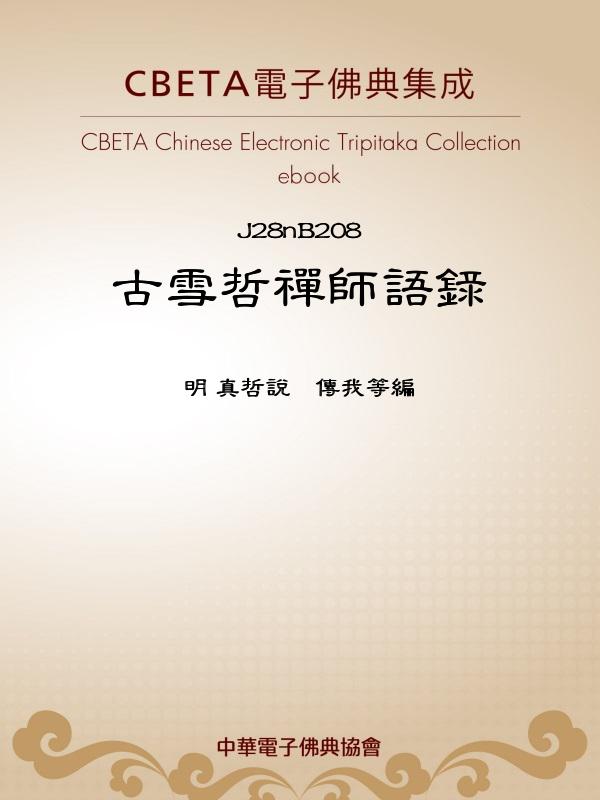 CBETA電子佛典集成
CBETA Chinese Electronic Tripitaka Collection
ebook
J28nB208
古雪哲禪師語錄
明 真哲說　傳我等編
中華電子佛典協會